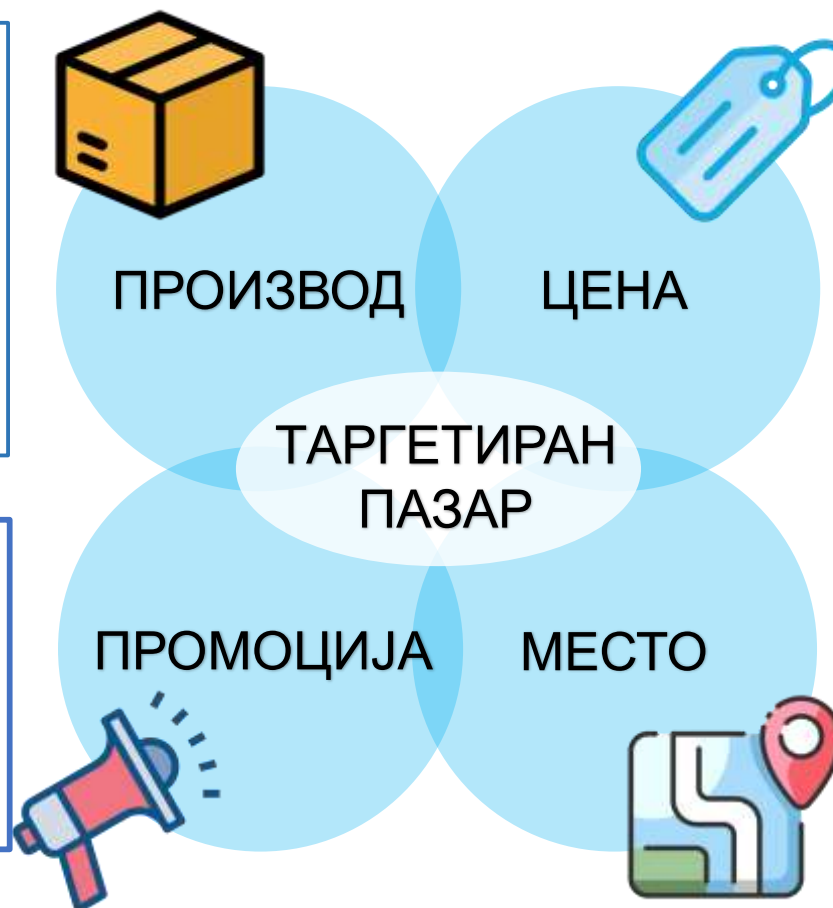 ПРОИЗВОД
ЦЕНА
ТАРГЕТИРАН
ПАЗАР
ПРОМОЦИЈА
МЕСТО